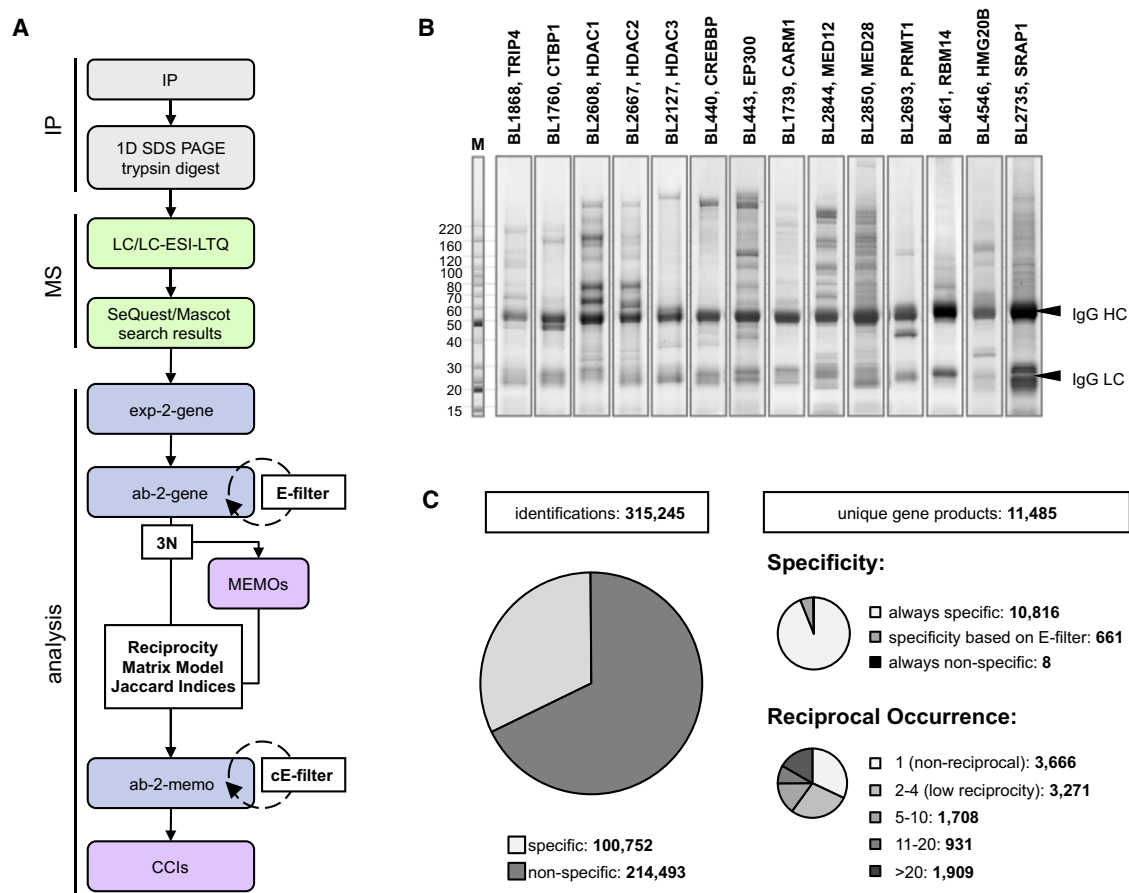 A
IP
IP
1D SDS PAGE
trypsin digest
MS
LC/LC-ESI-LTQ
SeQuest/Mascot
search results
analysis
exp-2-gene
ab-2-gene
E-filter
3N
MEMOs
Reciprocity
Matrix Model
Jaccard Indices
ab-2-memo
cE-filter
CCIs
B
M
BL1868, TRIP4
BL1760, CTBP1
BL2608, HDAC1
BL2667, HDAC2
BL2127, HDAC3
BL440, CREBBP
BL443, EP300
BL1739, CARM1
BL2844, MED12
BL2850, MED28
BL2693, PRMT1
BL461, RBM14
BL4546, HMG20B
BL2735, SRAP1
220
160
120
100
80
70
60
50
40
30
20
15
IgG HC
IgG LC
C
identifications: 315,245
specific: 100,752
non-specific: 214,493
unique gene products: 11,485
Specificity:
always specific: 10,816
specificity based on E-filter: 661
always non-specific: 8
Reciprocal Occurrence:
1 (non-reciprocal): 3,666
2-4 (low reciprocity): 3,271
5-10: 1,708
11-20: 931
>20: 1,909